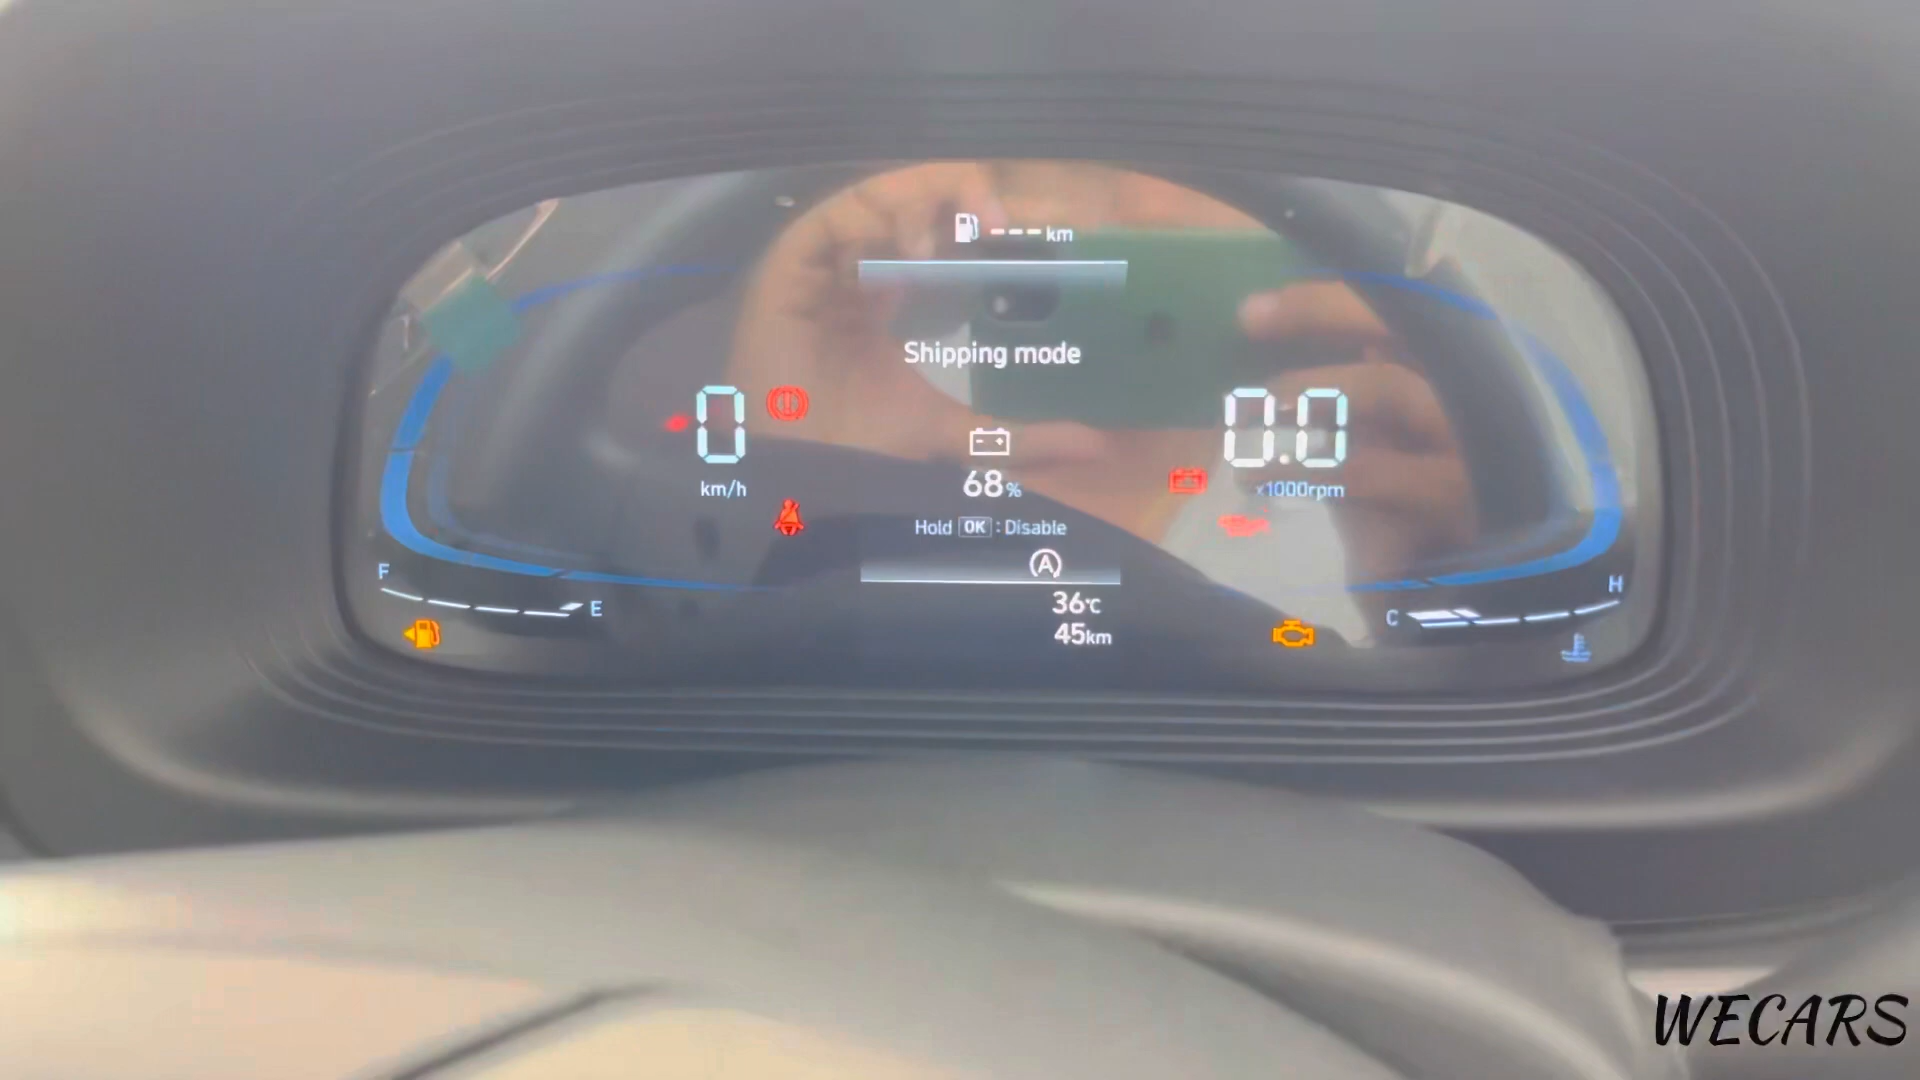 --- km
Shipping mode
0
0.0
km/h
68%
x1000rpm
Hold OK : Disable
A
F
E
36°C
H
C
45km
WECARS